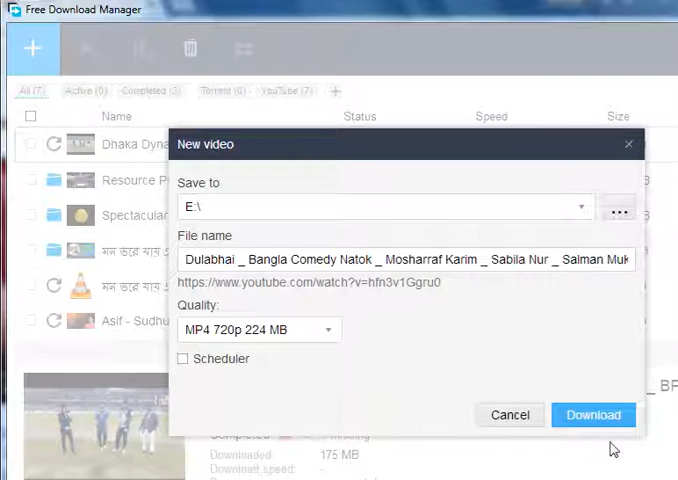 Free Download Manager
All (7) Active (0) Completed (3) Torrent (0) YouTube (7) +
Name Status Speed Size
Dhaka Dyna
New video
Save to
Resource P
E:\
Spectacular
File name
মন ভরে যায় এ
Dulabhai _ Bangla Comedy Natok _ Mosharraf Karim _ Sabila Nur _ Salman Muk
https://www.youtube.com/watch?v=hfn3v1Ggru0
মন ভরে যায় এ
Quality:
Asif - Sudhu
MP4 720p 224 MB
Scheduler
Cancel Download
Completed
Downloaded: 175 MB
Download speed: -